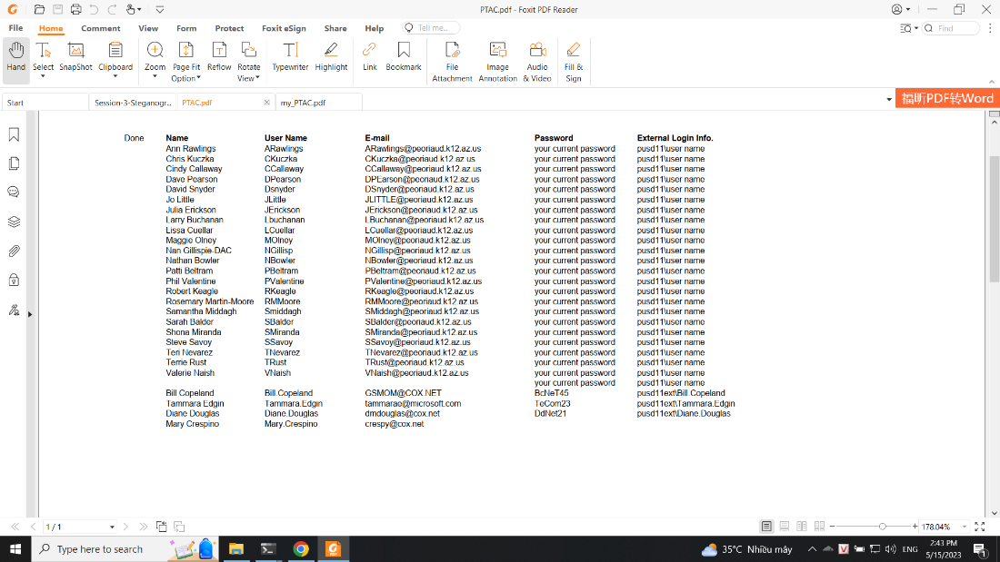 PTAC.pdf - Foxit PDF Reader
File Home Comment View Form Protect Foxit eSign Share Help Tell me... Find
Hand Select SnapShot Clipboard Zoom Page Fit Option Reflow Rotate View Typewriter Highlight Link Bookmark File Attachment Image Annotation Audio & Video Fill & Sign
Start Session-3-Steganogr... PTAC.pdf my_PTAC.pdf 福昕PDF转Word
Done Name User Name E-mail Password External Login Info.
Ann Rawlings ARawlings ARawlings@peoriaud.k12.az.us your current password pusd11\user name
Chris Kuczka CKuczka CKuczka@peoriaud.k12.az.us your current password pusd11\user name
Cindy Callaway CCallaway CCallaway@peoriaud.k12.az.us your current password pusd11\user name
Dave Pearson DPearson DPEarson@peoriaud.k12.az.us your current password pusd11\user name
David Snyder Dsnyder DSnyder@peoriaud.k12.az.us your current password pusd11\user name
Jo Little JLittle JLITTLE@peoriaud.k12.az.us your current password pusd11\user name
Julia Erickson JErickson JErickson@peoriaud.k12.az.us your current password pusd11\user name
Larry Buchanan Lbuchanan LBuchanan@peoriaud.k12.az.us your current password pusd11\user name
Lissa Cuellar LCuellar LCuellar@peoriaud.k12.az.us your current password pusd11\user name
Maggie Olney MOlney MOlney@peoriaud.k12.az.us your current password pusd11\user name
Nan Gillispie-DAC NGillisp NGillisp@peoriaud.k12.az.us your current password pusd11\user name
Nathan Bowler NBowler NBowler@peoriaud.k12.az.us your current password pusd11\user name
Patti Beltram PBeltram PBeltram@peoriaud.k12.az.us your current password pusd11\user name
Phil Valentine PValentine PValentine@peoriaud.k12.az.us your current password pusd11\user name
Robert Keagle RKeagle RKeagle@peoriaud.k12.az.us your current password pusd11\user name
Rosemary Martin-Moore RMMoore RMMoore@peoriaud.k12.az.us your current password pusd11\user name
Samantha Middagh Smiddagh SMiddagh@peoriaud.k12.az.us your current password pusd11\user name
Sarah Balder SBalder SBalder@peoriaud.k12.az.us your current password pusd11\user name
Shona Miranda SMiranda SMiranda@peoriaud.k12.az.us your current password pusd11\user name
Steve Savoy SSavoy SSavoy@peoriaud.k12.az.us your current password pusd11\user name
Teri Nevarez TNevarez TNevarez@peoriaud.k12.az.us your current password pusd11\user name
Terrie Rust TRust TRust@peoriaud.k12.az.us your current password pusd11\user name
Valerie Naish VNaish VNaish@peoriaud.k12.az.us your current password pusd11\user name
your current password pusd11\user name
Bill Copeland Bill.Copeland GSMOM@COX.NET BcNeT45 pusd11ext\Bill.Copeland
Tammara Edgin Tammara.Edgin tammarae@microsoft.com TeCom23 pusd11ext\Tammara.Edgin
Diane Douglas Diane.Douglas dmdouglas@cox.net DdNet21 pusd11ext\Diane.Douglas
Mary Crespino Mary.Crespino crespy@cox.net
1 / 1 178.04%
Type here to search 35°C Nhiều mây ENG 2:43 PM
5/15/2023